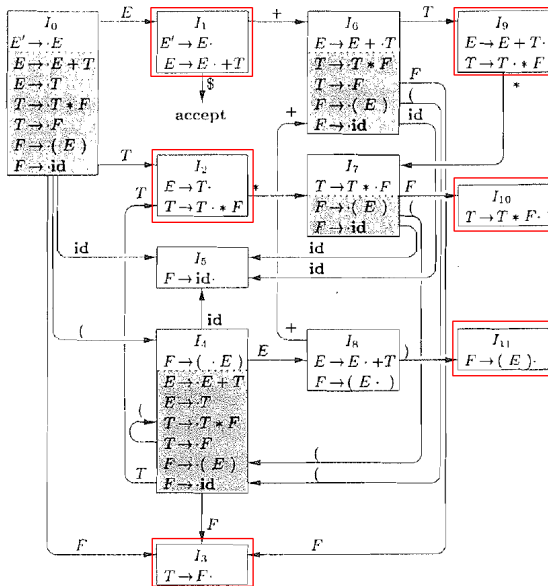 I0
E' → ·E
E → ·E + T
E → ·T
T → ·T * F
T → ·F
F → ·( E )
F → ·id
E
I1
E' → E·
E → E · + T
$
accept
+
I6
E → E + ·T
T → ·T * F
T → ·F
F → ·( E )
F → ·id
T
I9
E → E + T·
T → T · * F
*
F
(
id
+
T
I2
E → T·
T → T · * F
T
*
I7
T → T * ·F
F → ·( E )
F → ·id
F
(
I10
T → T * F·
id
I5
F → id·
id
id
id
(
I4
F → ( · E )
E → ·E + T
E → ·T
T → ·T * F
T → ·F
F → ·( E )
F → ·id
(
T
E
+
I8
E → E · + T
F → ( E · )
)
I11
F → ( E )·
(
(
F
F
I3
T → F·
F